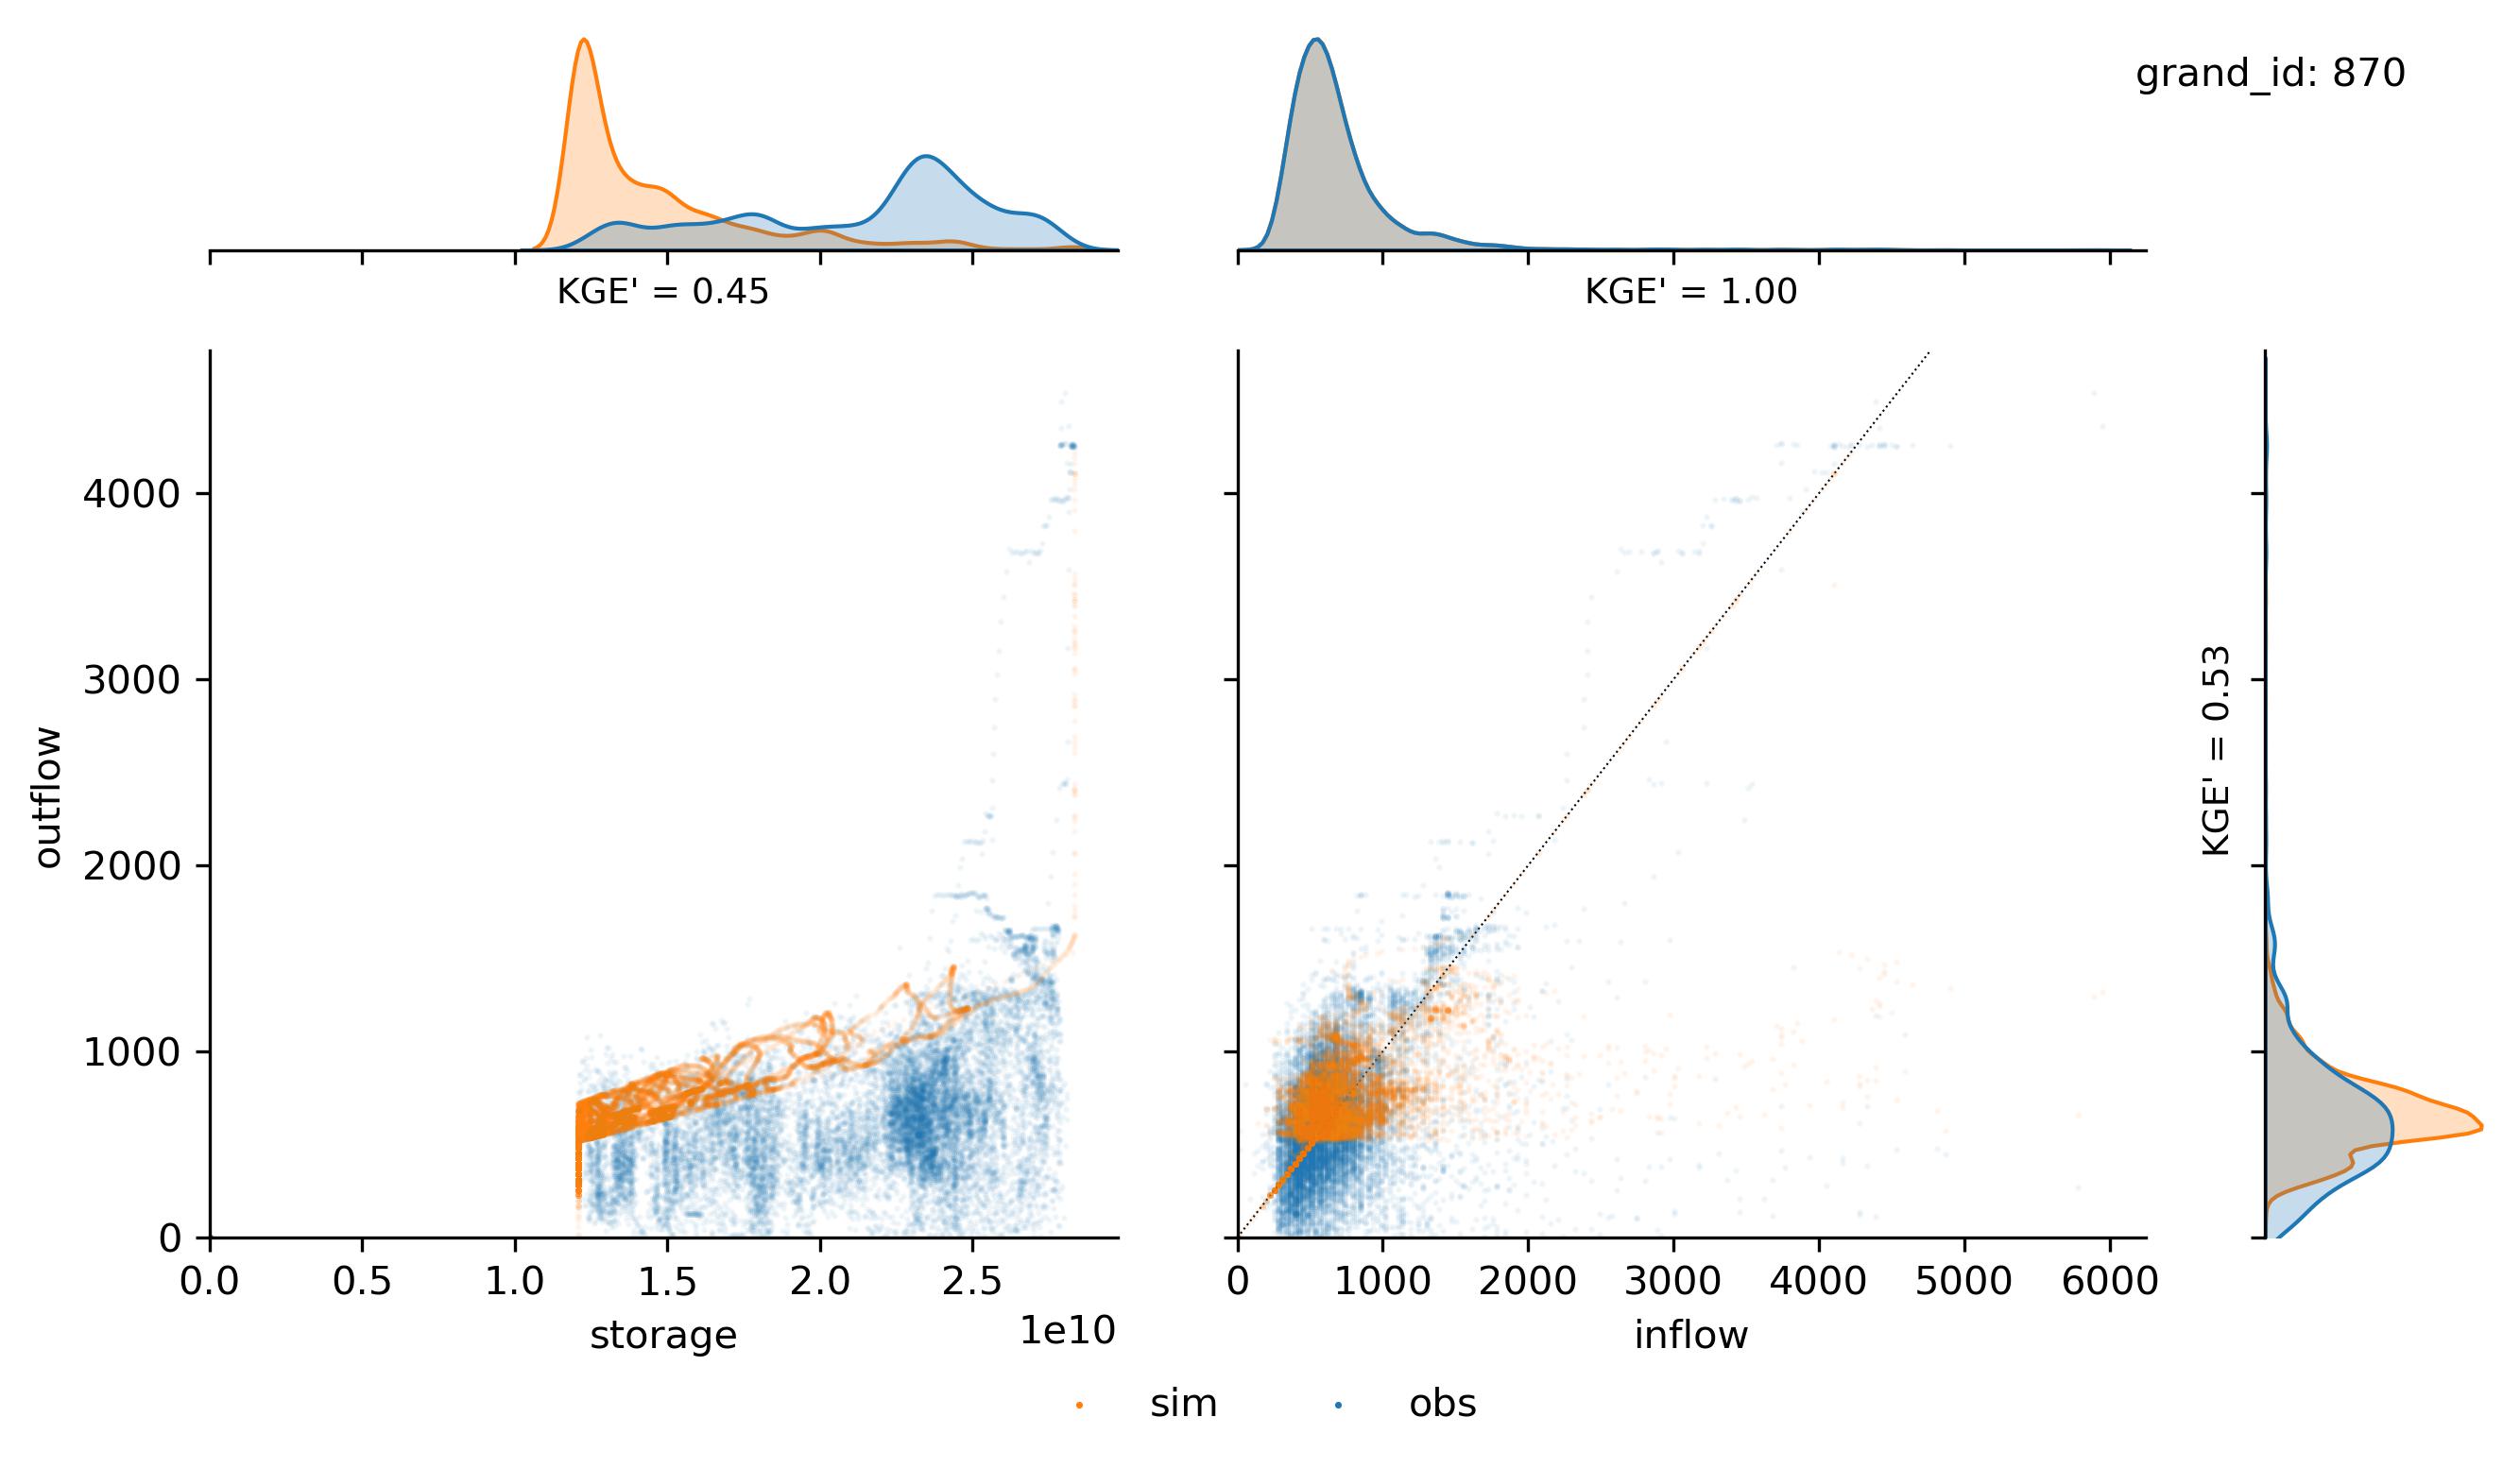 grand_id: 870
KGE' = 0.45
KGE' = 1.00
outflow
4000
3000
2000
1000
0
KGE' = 0.53
0.0 0.5 1.0 1.5 2.0 2.5
1e10
storage
0 1000 2000 3000 4000 5000 6000
inflow
sim obs